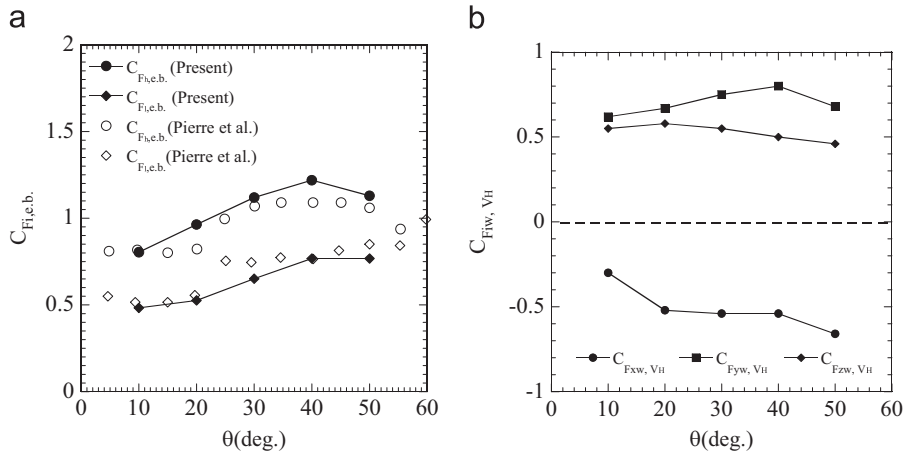 a
2
1.5
1
0.5
0
0 10 20 30 40 50 60
C_Fi,e.b.
θ(deg.)
C_Fh,e.b. (Present)
C_Fl,e.b. (Present)
C_Fh,e.b. (Pierre et al.)
C_Fl,e.b. (Pierre et al.)
b
1
0.5
0
-0.5
-1
0 10 20 30 40 50 60
C_Fiw, VH
θ(deg.)
C_Fxw, VH C_Fyw, VH C_Fzw, VH